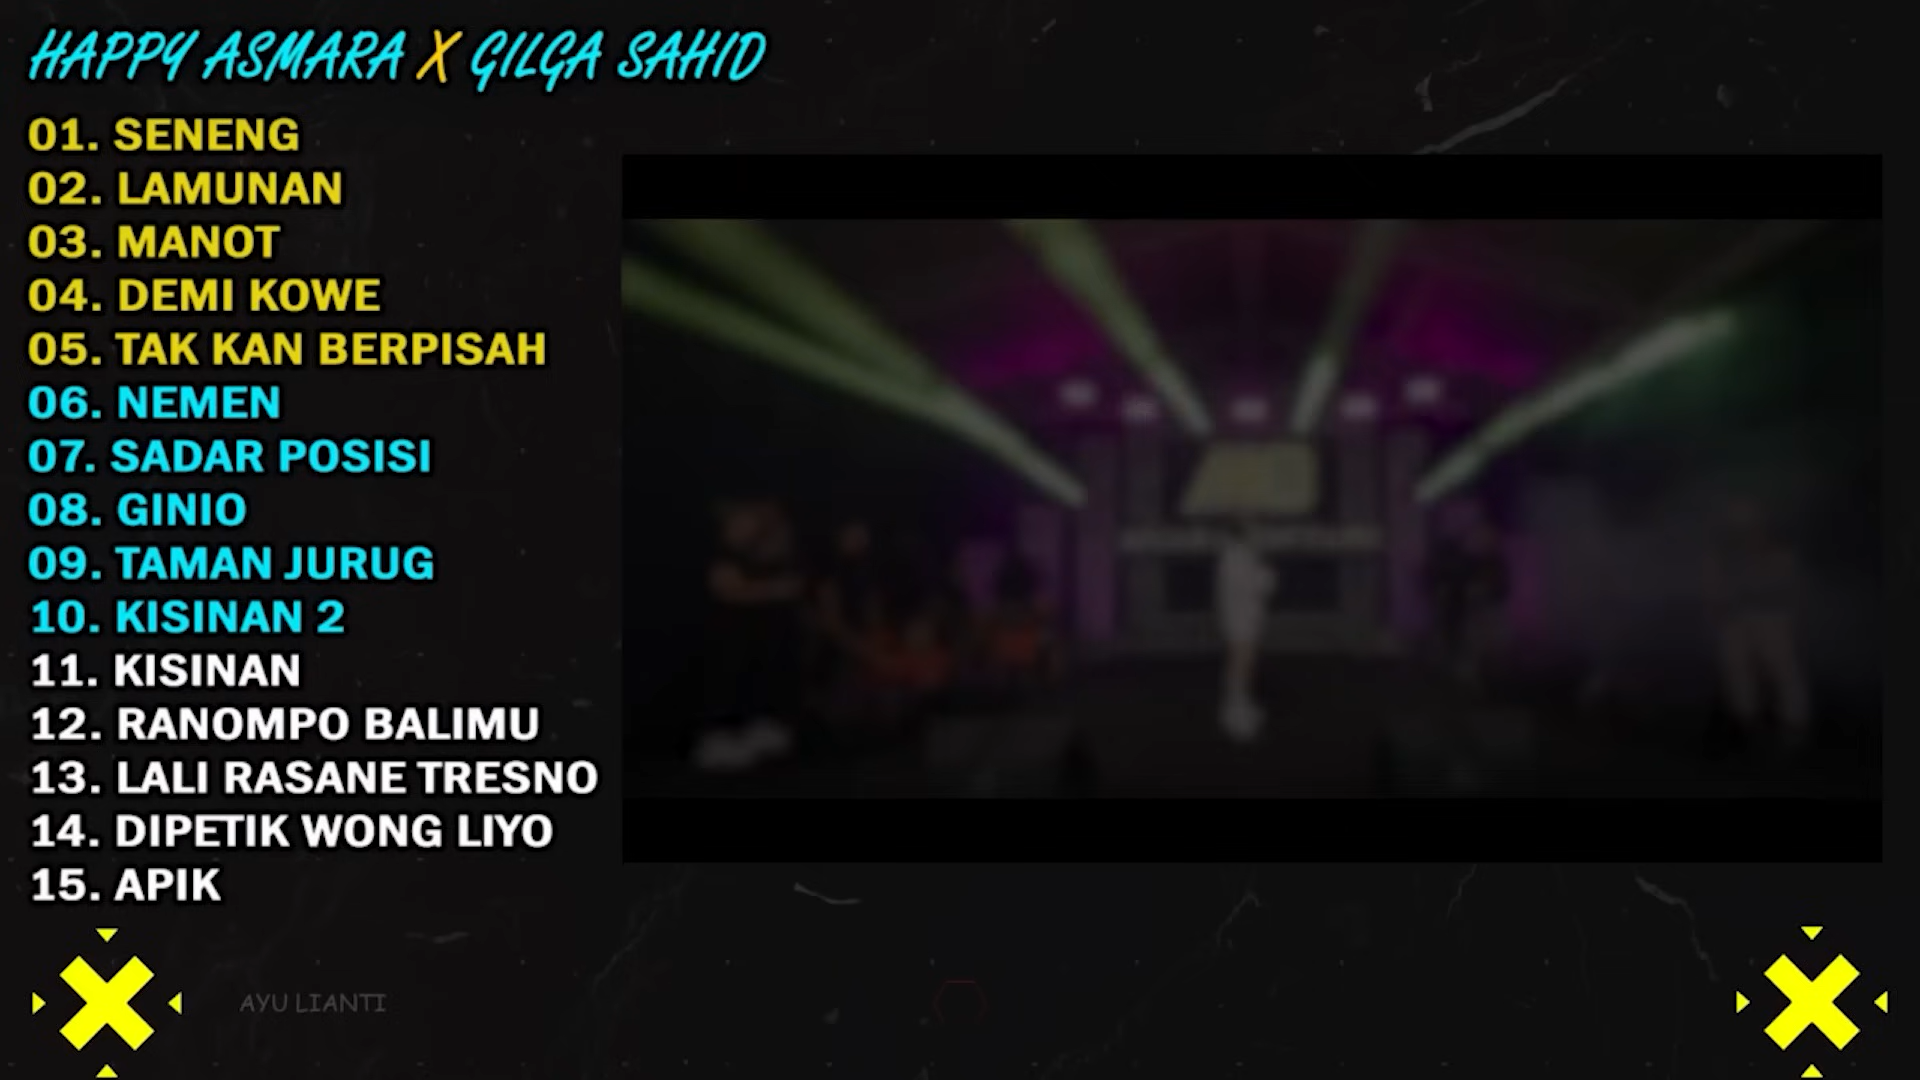 HAPPY ASMARA X GILGA SAHID
01. SENENG
02. LAMUNAN
03. MANOT
04. DEMI KOWE
05. TAK KAN BERPISAH
06. NEMEN
07. SADAR POSISI
08. GINIO
09. TAMAN JURUG
10. KISINAN 2
11. KISINAN
12. RANOMPO BALIMU
13. LALI RASANE TRESNO
14. DIPETIK WONG LIYO
15. APIK
AYU LIANTI